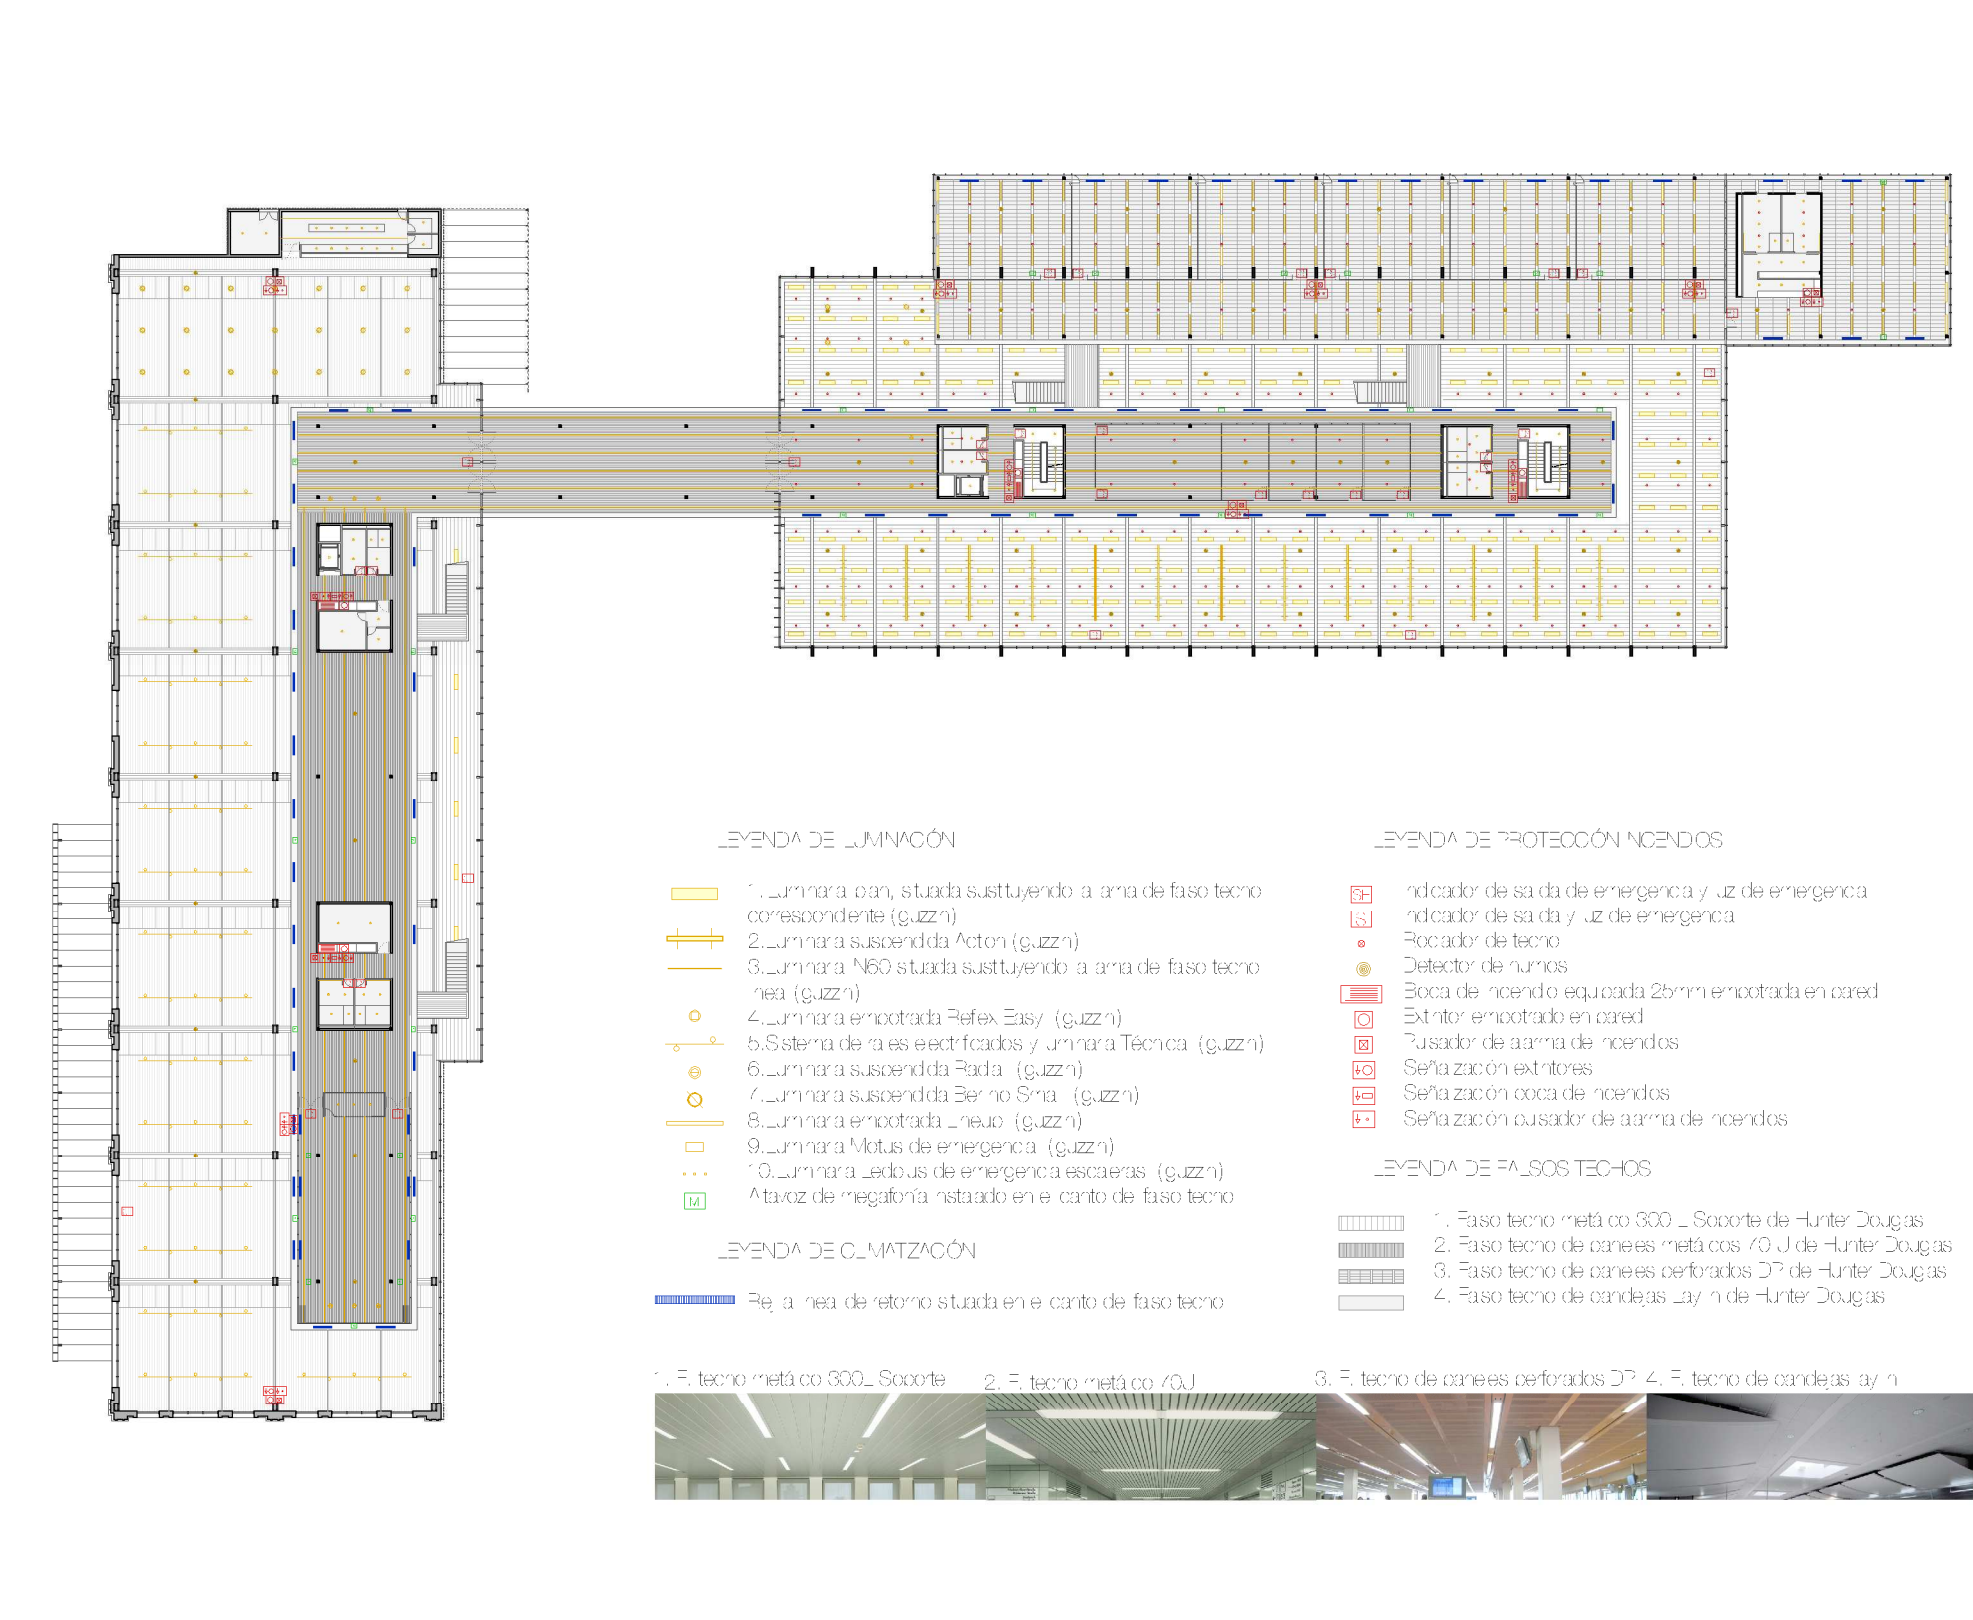 LEYENDA DE ILUMINACIÓN
1.Luminaria iplan, situada sustituyendo la lama de falso techo
correspondiente (iguzzini)
2.Luminaria suspendida Action (iguzzini)
3.Luminaria iN60 situada sustituyendo la lama de falso techo
lineal (iguzzini)
4.Luminaria empotrada Reflex Easy (iguzzini)
5.Sistema de raíles electrificados y luminaria Técnica (iguzzini)
6.Luminaria suspendida Radial (iguzzini)
7.Luminaria suspendida Berlino Small (iguzzini)
8.Luminaria empotrada Lineup (iguzzini)
9.Luminaria Motus de emergencia (iguzzini)
10.Luminaria Ledplus de emergencia escaleras (iguzzini)
M Altavoz de megafonía instalado en el canto del falso techo
LEYENDA DE CLIMATIZACIÓN
Rejilla lineal de retorno situada en el canto del falso techo
LEYENDA DE PROTECCIÓN INCENDIOS
SE Indicador de salida de emergencia y luz de emergencia
S Indicador de salida y luz de emergencia
Rociador de techo
Detector de humos
Boca de incendio equipada 25mm empotrada en pared
Extintor empotrado en pared
Pulsador de alarma de incendios
Señalización extintores
Señalización boca de incendios
Señalización pulsador de alarma de incendios
LEYENDA DE FALSOS TECHOS
1. Falso techo metálico 300 L Soporte de Hunter Douglas
2. Falso techo de paneles metálicos 70 U de Hunter Douglas
3. Falso techo de paneles perforados DP de Hunter Douglas
4. Falso techo de bandejas Lay in de Hunter Douglas
1. F. techo metálico 300L Soporte
2. F. techo metálico 70U
3. F. techo de paneles perforados DP
4. F. techo de bandejas lay in